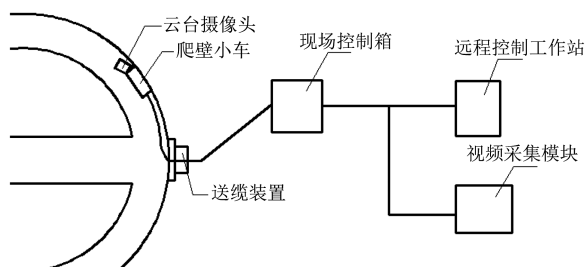 云台摄像头
爬壁小车
现场控制箱
远程控制工作站
视频采集模块
送缆装置